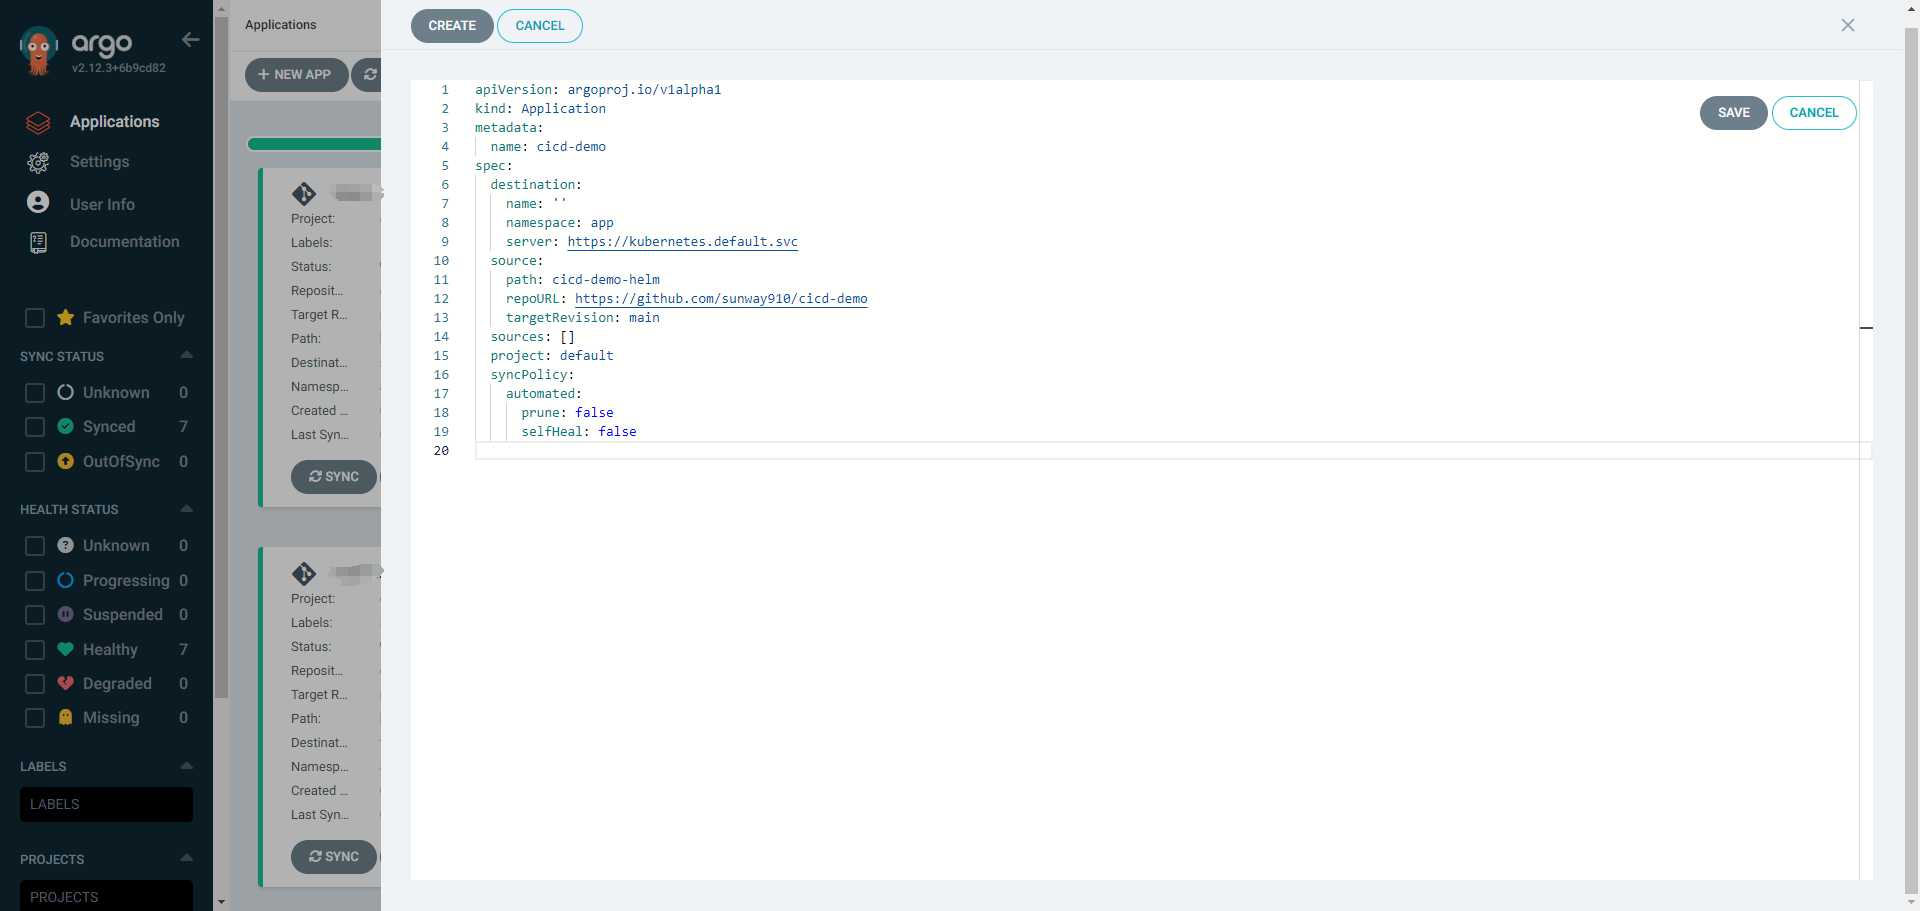 argo
v2.12.3+6b9cd82
Applications
Settings
User Info
Documentation
Favorites Only
SYNC STATUS
Unknown 0
Synced 7
OutOfSync 0
HEALTH STATUS
Unknown 0
Progressing 0
Suspended 0
Healthy 7
Degraded 0
Missing 0
LABELS
LABELS
PROJECTS
PROJECTS
Applications
+ NEW APP
Project:
Labels:
Status:
Reposit...
Target R...
Path:
Destinat...
Namesp...
Created ...
Last Syn...
SYNC
Project:
Labels:
Status:
Reposit...
Target R...
Path:
Destinat...
Namesp...
Created ...
Last Syn...
SYNC
CREATE CANCEL
SAVE CANCEL
1 apiVersion: argoproj.io/v1alpha1
2 kind: Application
3 metadata:
4   name: cicd-demo
5 spec:
6   destination:
7     name: ''
8     namespace: app
9     server: https://kubernetes.default.svc
10   source:
11     path: cicd-demo-helm
12     repoURL: https://github.com/sunway910/cicd-demo
13     targetRevision: main
14   sources: []
15   project: default
16   syncPolicy:
17     automated:
18       prune: false
19       selfHeal: false
20